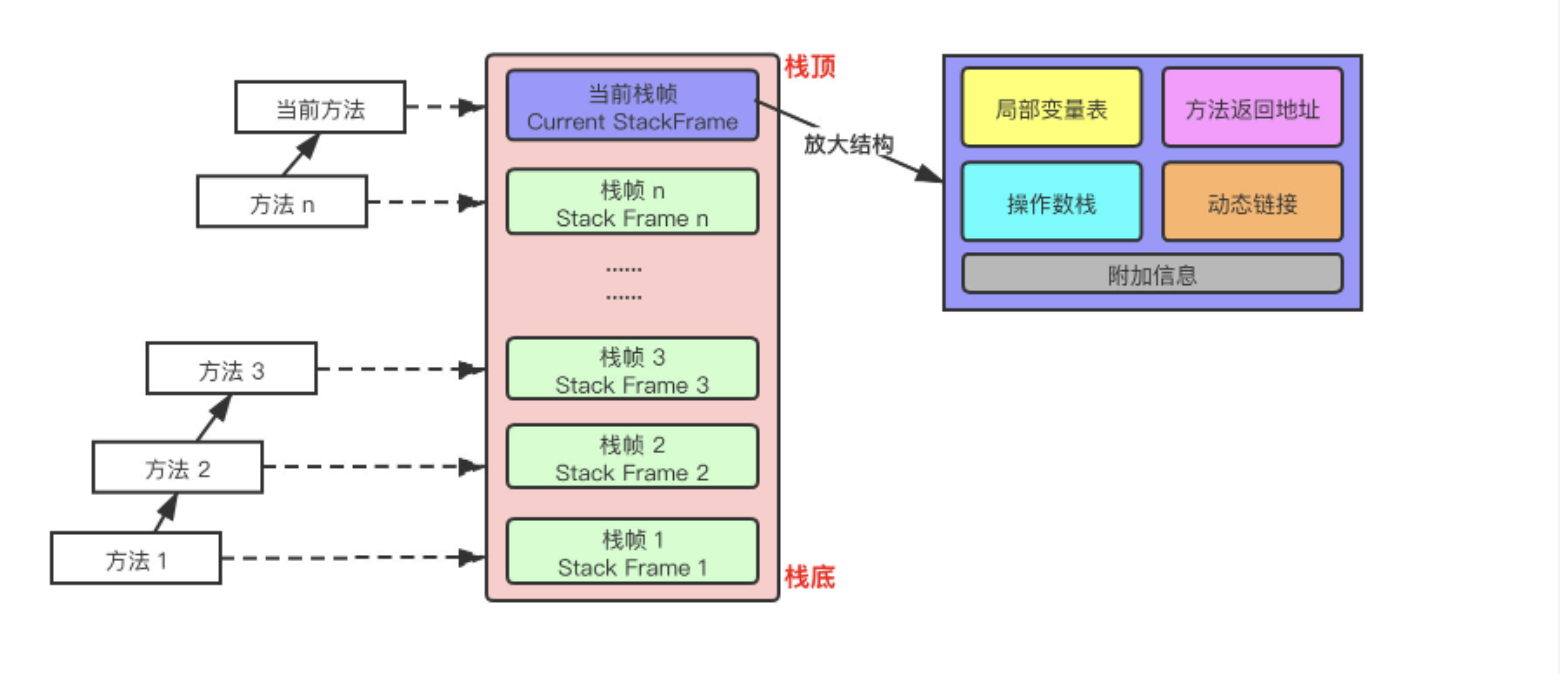 栈顶
当前方法
当前栈帧
Current StackFrame
方法 n
栈帧 n
Stack Frame n
......
......
方法 3
栈帧 3
Stack Frame 3
方法 2
栈帧 2
Stack Frame 2
方法 1
栈帧 1
Stack Frame 1
栈底
放大结构
局部变量表
方法返回地址
操作数栈
动态链接
附加信息